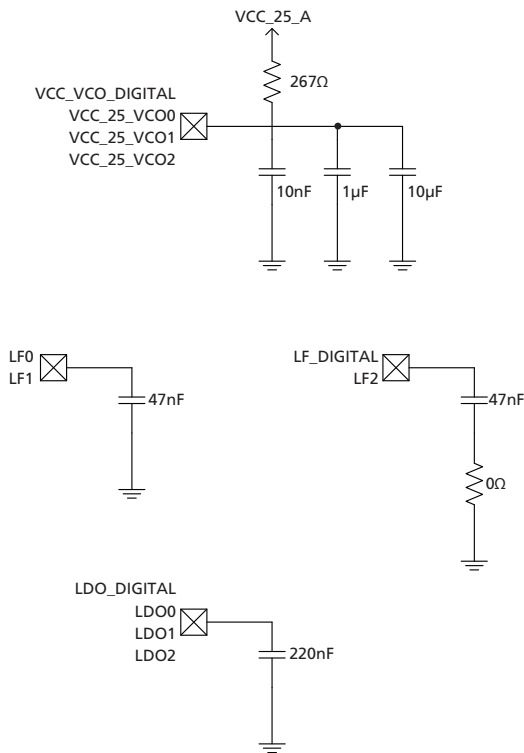 VCC_25_A
267Ω
VCC_VCO_DIGITAL
VCC_25_VCO0
VCC_25_VCO1
VCC_25_VCO2
10nF
1µF
10µF
LF0
LF1
47nF
LF_DIGITAL
LF2
47nF
0Ω
LDO_DIGITAL
LDO0
LDO1
LDO2
220nF